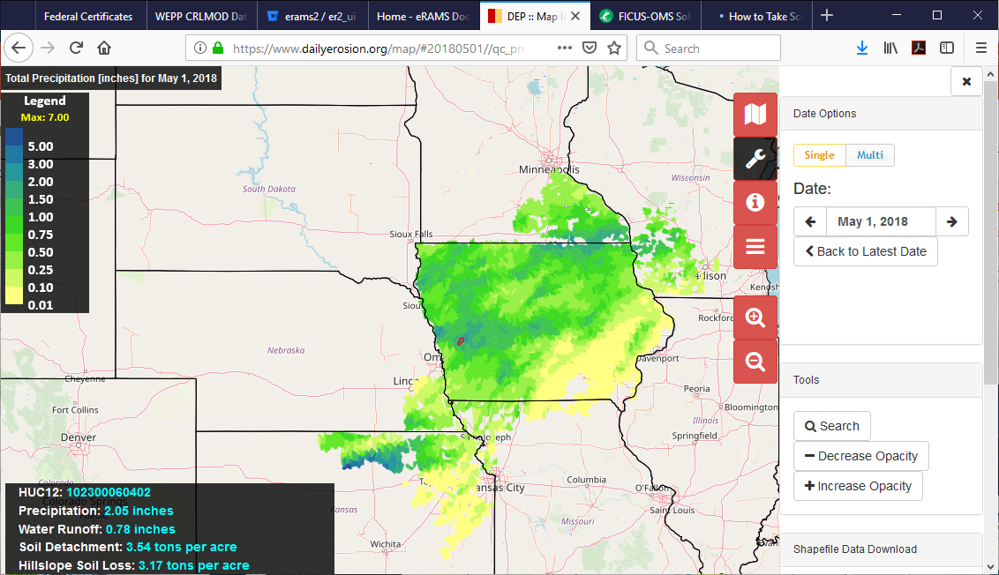 Federal Certificates
WEPP CRLMOD Dat
erams2 / er2_ui
Home - eRAMS Doc
DEP :: Map I
FICUS-OMS Sol
How to Take Sc
https://www.dailyerosion.org/map/#20180501//qc_pre
Search
Total Precipitation [inches] for May 1, 2018
Legend
Max: 7.00
5.00
3.00
2.00
1.50
1.00
0.75
0.50
0.25
0.10
0.01
Minneapolis
Wisconsin
South Dakota
Sioux Falls
adison
Kenosh
Siou
Rockford
Nebraska
Om
Davenport
Cheyenne
Linc
Peoria
Fort Collins
Bloomington
Illinois
Denver
Springfield
Colorado
Columbia
O'Fallon
Kansas City
Colorado Springs
Kansas
Saint Louis
Missouri
Wichita
HUC12: 102300060402
Precipitation: 2.05 inches
Water Runoff: 0.78 inches
Soil Detachment: 3.54 tons per acre
Hillslope Soil Loss: 3.17 tons per acre
Date Options
Single Multi
Date:
May 1, 2018
Back to Latest Date
Tools
Search
Decrease Opacity
Increase Opacity
Shapefile Data Download